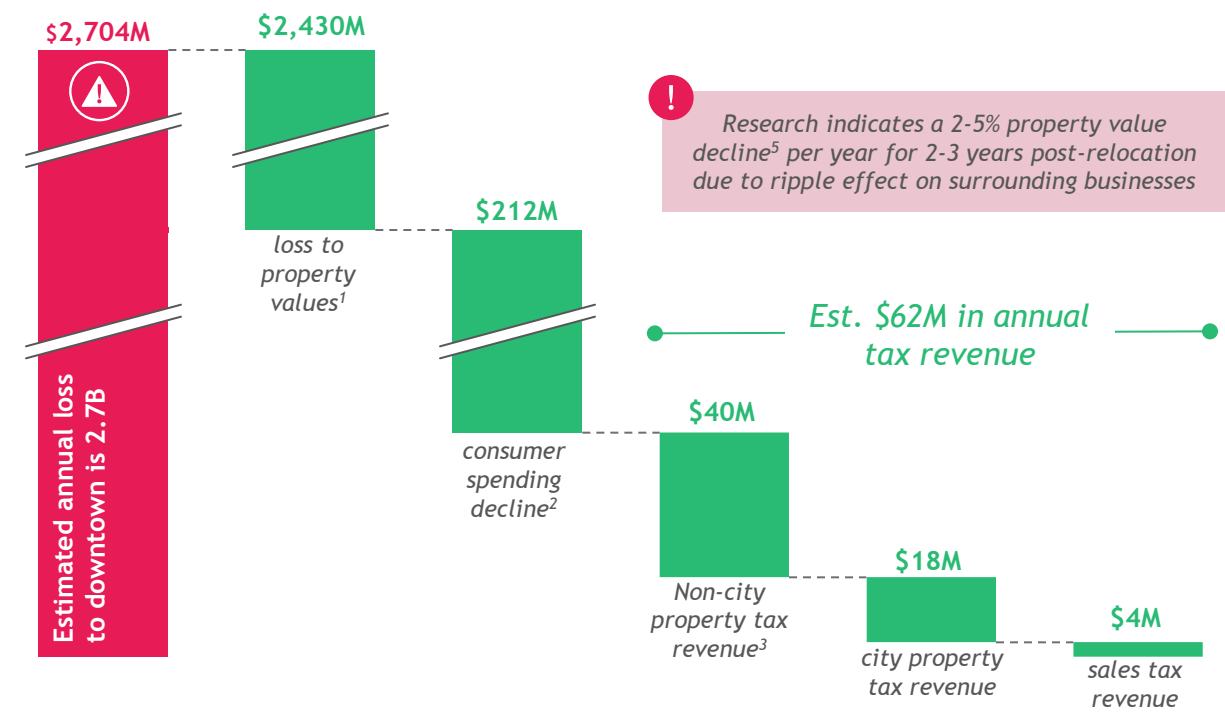 $2,704M
$2,430M
!
Research indicates a 2-5% property value
decline⁵ per year for 2-3 years post-relocation
due to ripple effect on surrounding businesses
$212M
loss to
property
values¹
Est. $62M in annual
tax revenue
Estimated annual loss
to downtown is 2.7B
$40M
consumer
spending
decline²
$18M
Non-city
property tax
revenue³
$4M
city property
tax revenue
sales tax
revenue